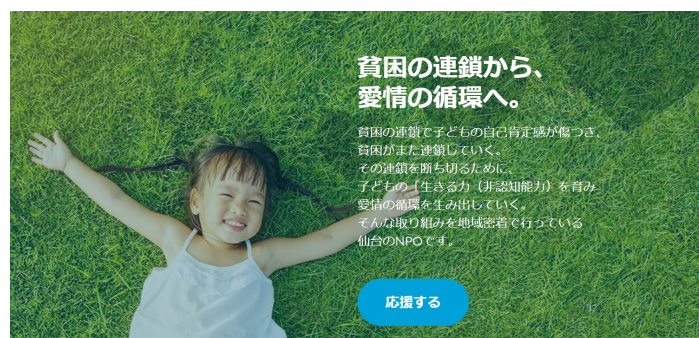 貧困の連鎖から、
愛情の循環へ。
貧困の連鎖で子どもの自己肯定感が傷つき、
貧困がまた連鎖していく。
その連鎖を断ち切るために、
子どもの「生きる力（非認知能力）を育み
愛情の循環を生み出していく。
そんな取り組みを地域密着で行っている
仙台のNPOです。
応援する